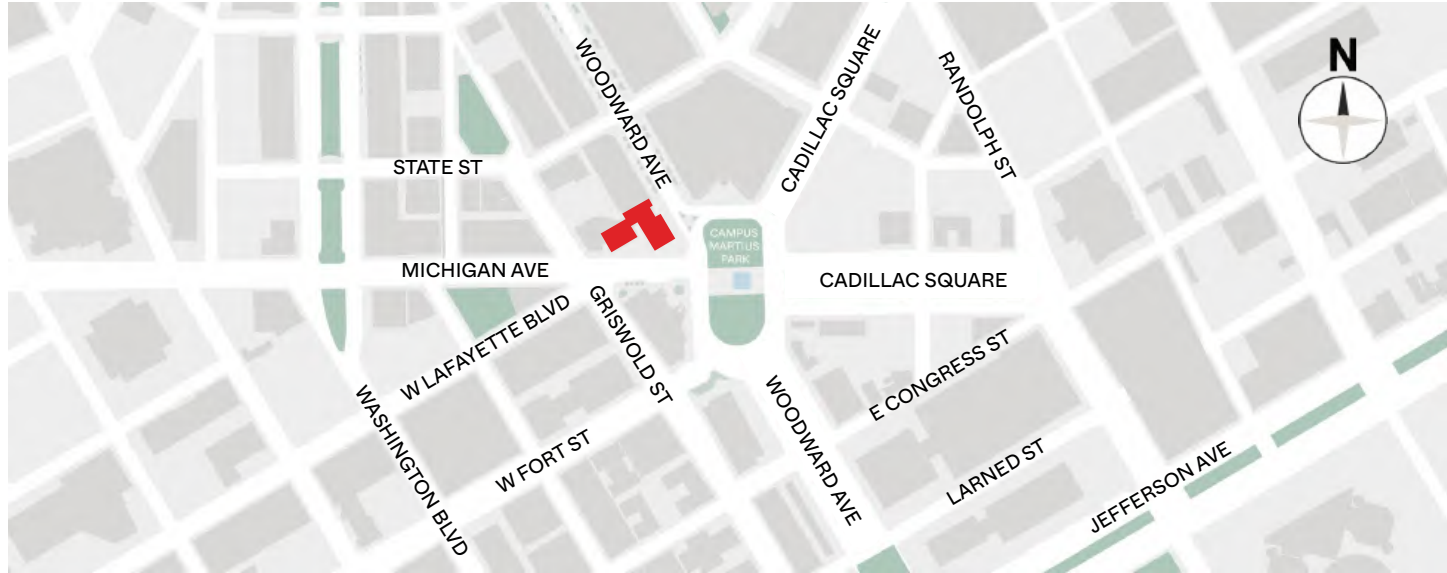 WOODWARD AVE
CADILLAC SQUARE
RANDOLPH ST
N
STATE ST
CAMPUS
MARTIUS
PARK
MICHIGAN AVE
CADILLAC SQUARE
W LAFAYETTE BLVD
GRISWOLD ST
E CONGRESS ST
WASHINGTON BLVD
W FORT ST
WOODWARD AVE
LARNED ST
JEFFERSON AVE